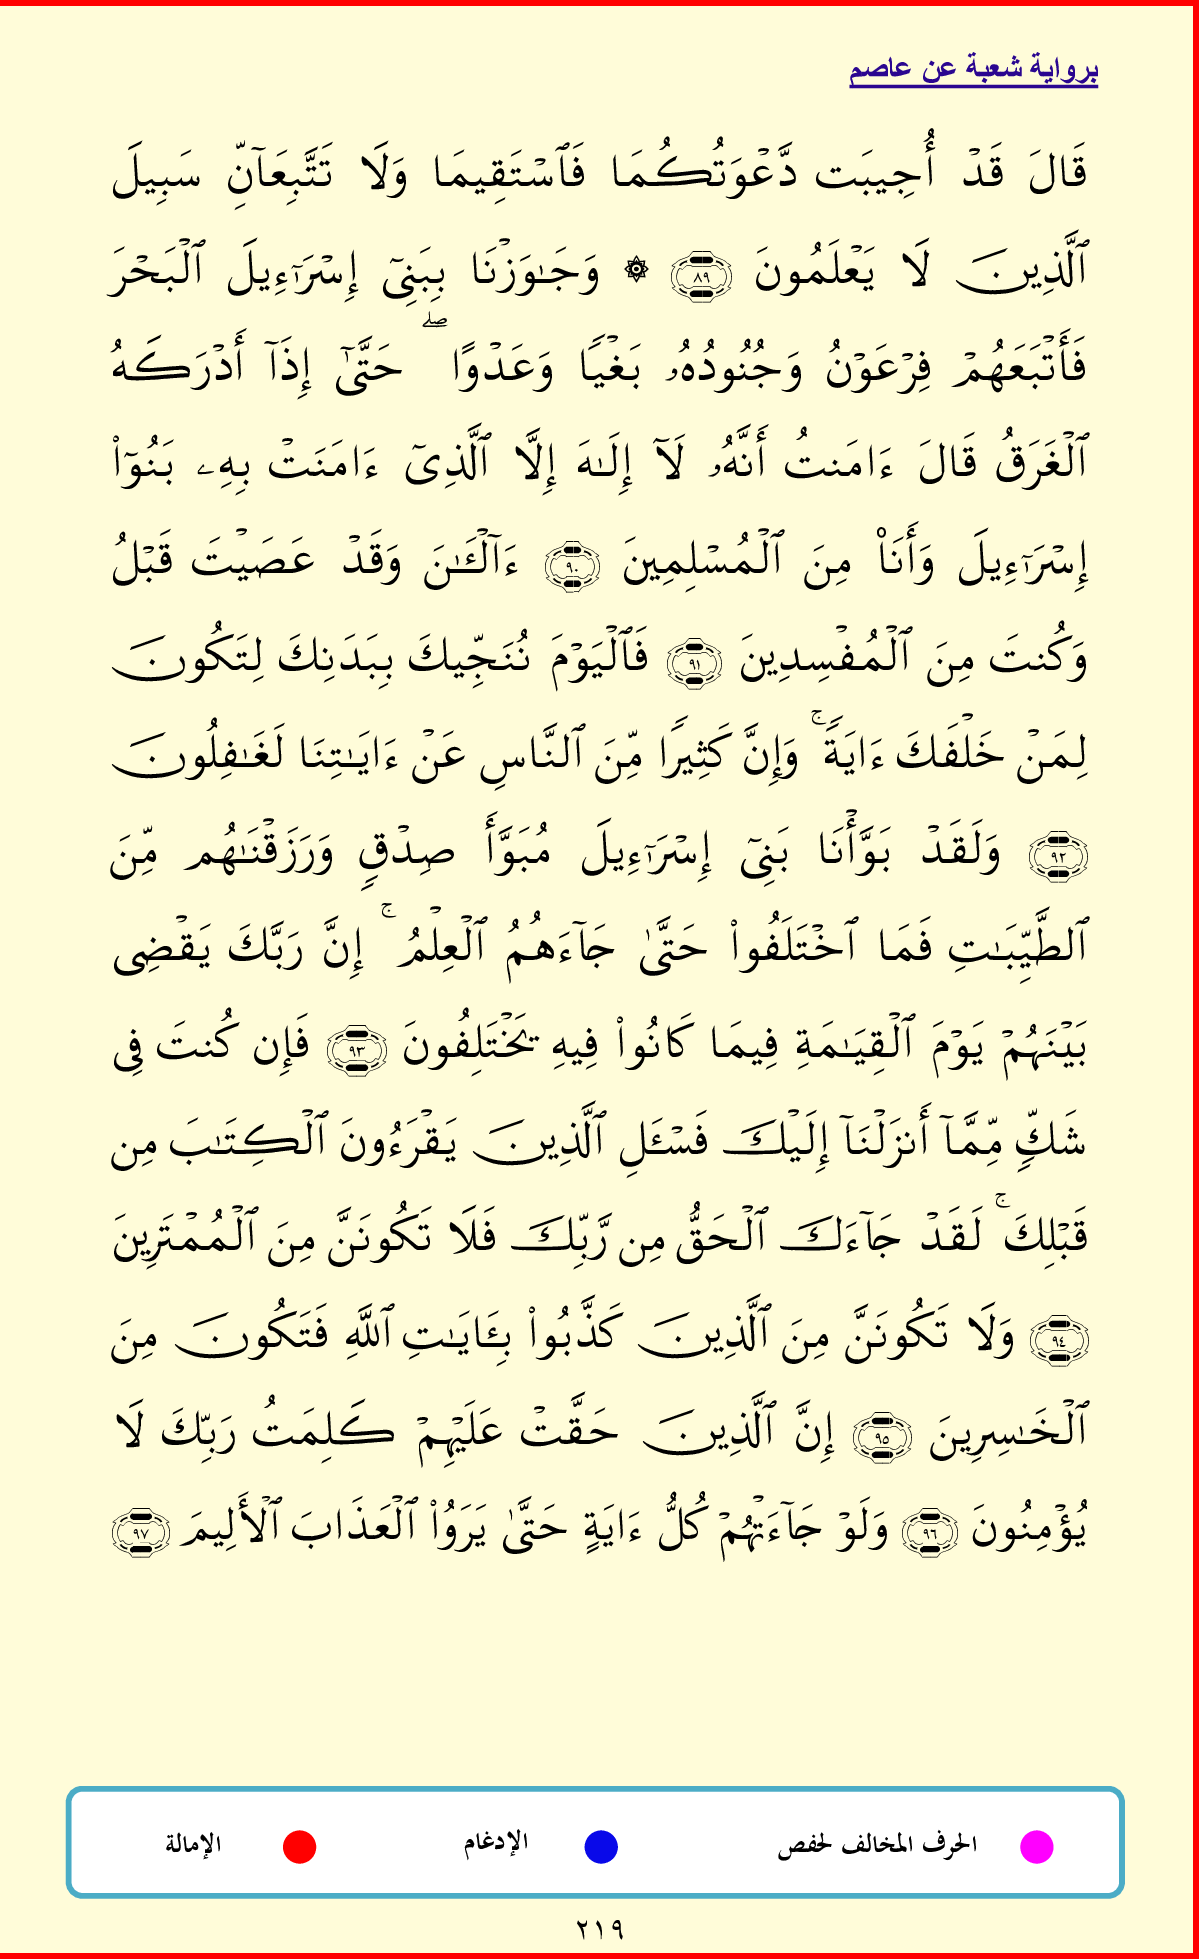 برواية شعبة عن عاصم
قَالَ قَدۡ أُجِيبَت دَّعۡوَتُكُمَا فَٱسۡتَقِيمَا وَلَا تَتَّبِعَآنِّ سَبِيلَ
ٱلَّذِينَ لَا يَعۡلَمُونَ ٨٩ ۞ وَجَٰوَزۡنَا بِبَنِيٓ إِسۡرَٰٓءِيلَ ٱلۡبَحۡرَ
فَأَتۡبَعَهُمۡ فِرۡعَوۡنُ وَجُنُودُهُۥ بَغۡيٗا وَعَدۡوًاۖ حَتَّىٰٓ إِذَآ أَدۡرَكَهُ
ٱلۡغَرَقُ قَالَ ءَامَنتُ أَنَّهُۥ لَآ إِلَٰهَ إِلَّا ٱلَّذِيٓ ءَامَنَتۡ بِهِۦ بَنُوٓاْ
إِسۡرَٰٓءِيلَ وَأَنَا۠ مِنَ ٱلۡمُسۡلِمِينَ ٩٠ ءَآلۡـَٰٔنَ وَقَدۡ عَصَيۡتَ قَبۡلُ
وَكُنتَ مِنَ ٱلۡمُفۡسِدِينَ ٩١ فَٱلۡيَوۡمَ نُنَجِّيكَ بِبَدَنِكَ لِتَكُونَ
لِمَنۡ خَلۡفَكَ ءَايَةٗۚ وَإِنَّ كَثِيرٗا مِّنَ ٱلنَّاسِ عَنۡ ءَايَٰتِنَا لَغَٰفِلُونَ
٩٢ وَلَقَدۡ بَوَّأۡنَا بَنِيٓ إِسۡرَٰٓءِيلَ مُبَوَّأَ صِدۡقٖ وَرَزَقۡنَٰهُم مِّنَ
ٱلطَّيِّبَٰتِ فَمَا ٱخۡتَلَفُواْ حَتَّىٰ جَآءَهُمُ ٱلۡعِلۡمُۚ إِنَّ رَبَّكَ يَقۡضِي
بَيۡنَهُمۡ يَوۡمَ ٱلۡقِيَٰمَةِ فِيمَا كَانُواْ فِيهِ يَخۡتَلِفُونَ ٩٣ فَإِن كُنتَ فِي
شَكّٖ مِّمَّآ أَنزَلۡنَآ إِلَيۡكَ فَسۡـَٔلِ ٱلَّذِينَ يَقۡرَءُونَ ٱلۡكِتَٰبَ مِن
قَبۡلِكَۚ لَقَدۡ جَآءَكَ ٱلۡحَقُّ مِن رَّبِّكَ فَلَا تَكُونَنَّ مِنَ ٱلۡمُمۡتَرِينَ
٩٤ وَلَا تَكُونَنَّ مِنَ ٱلَّذِينَ كَذَّبُواْ بِـَٔايَٰتِ ٱللَّهِ فَتَكُونَ مِنَ
ٱلۡخَٰسِرِينَ ٩٥ إِنَّ ٱلَّذِينَ حَقَّتۡ عَلَيۡهِمۡ كَلِمَتُ رَبِّكَ لَا
يُؤۡمِنُونَ ٩٦ وَلَوۡ جَآءَتۡهُمۡ كُلُّ ءَايَةٍ حَتَّىٰ يَرَوُاْ ٱلۡعَذَابَ ٱلۡأَلِيمَ ٩٧
الحرف المخالف لحفص الإدغام الإمالة
٢١٩